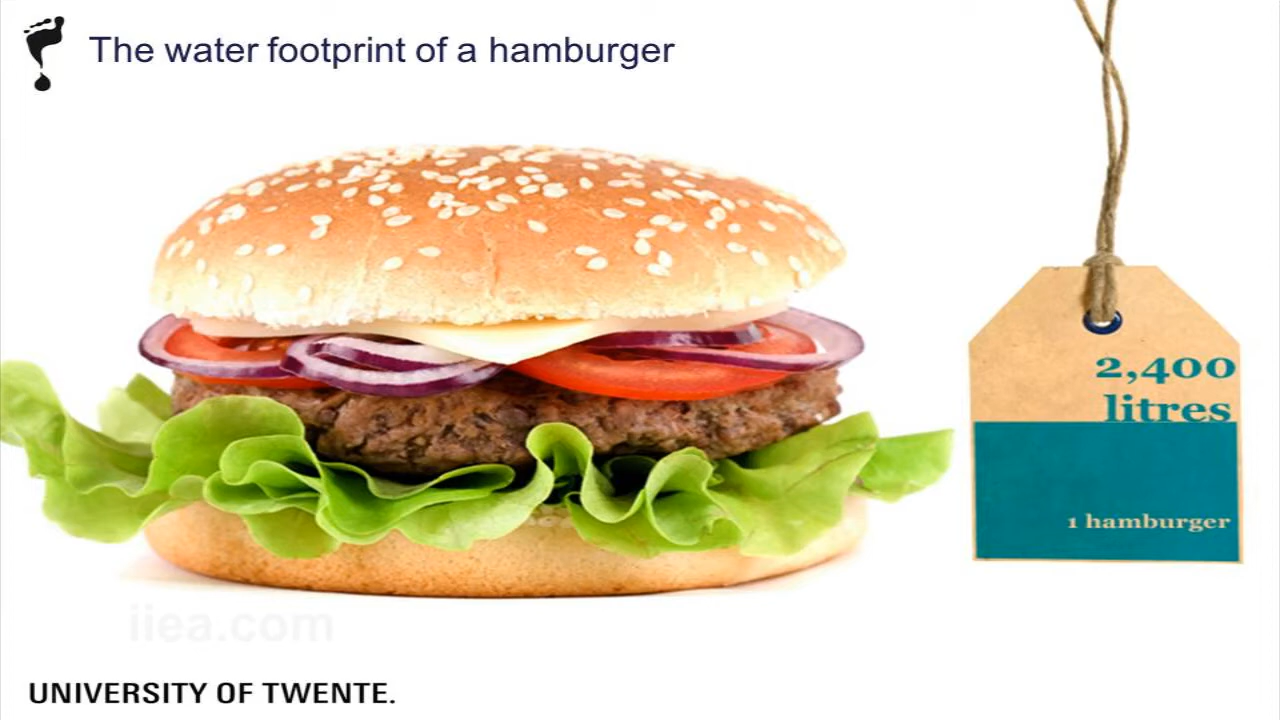 The water footprint of a hamburger
2,400
litres
1 hamburger
iiea.com
UNIVERSITY OF TWENTE.